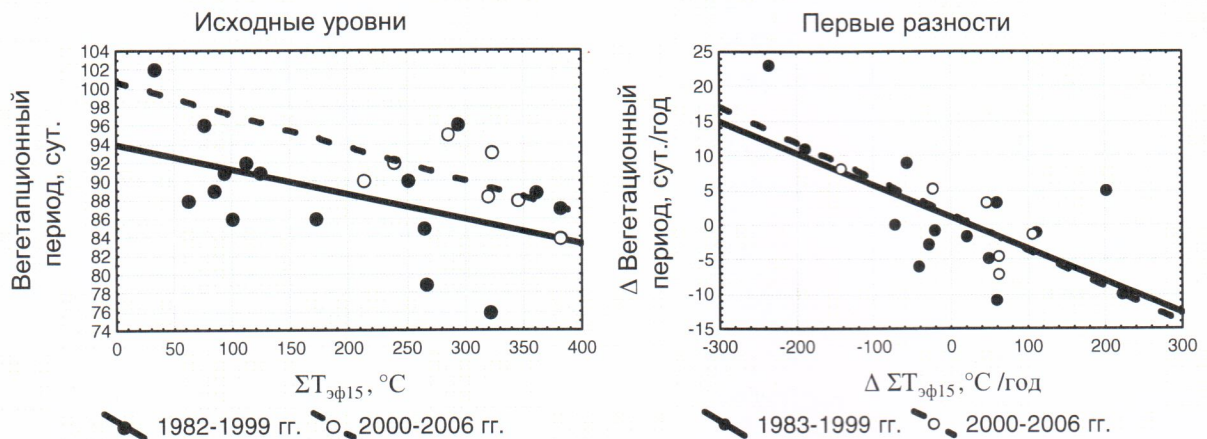 Исходные уровни
Вегетационный период, сут.
104
102
100
98
96
94
92
90
88
86
84
82
80
78
76
74
0 50 100 150 200 250 300 350 400
ΣTэф15, °C
1982-1999 гг. 2000-2006 гг.
Первые разности
Δ Вегетационный период, сут./год
25
20
15
10
5
0
-5
-10
-15
-300 -200 -100 0 100 200 300
Δ ΣTэф15, °C /год
1983-1999 гг. 2000-2006 гг.